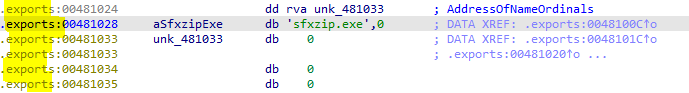 .exports:00481024 dd rva unk_481033 ; AddressOfNameOrdinals
.exports:00481028 aSfxzipExe db 'sfxzip.exe',0 ; DATA XREF: .exports:0048100C↑o
.exports:00481033 unk_481033 db 0 ; DATA XREF: .exports:0048101C↑o
.exports:00481033 ; .exports:00481020↑o ...
.exports:00481034 db 0
.exports:00481035 db 0